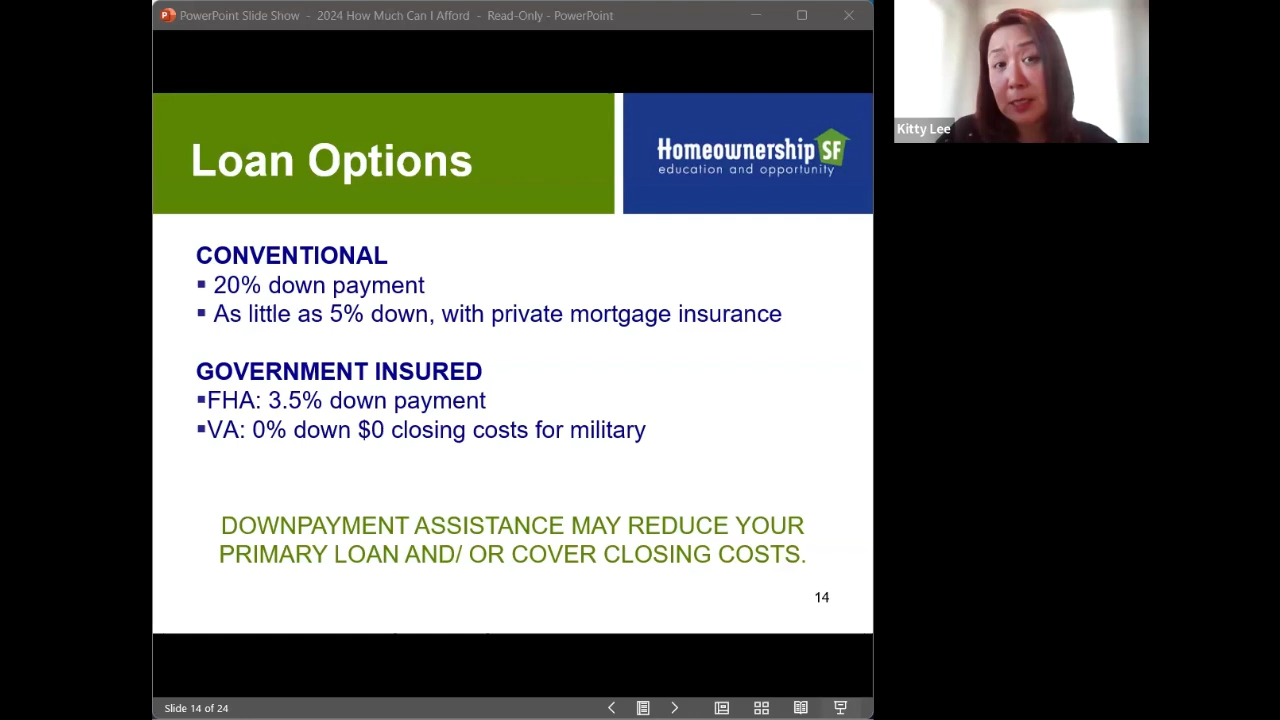 PowerPoint Slide Show - 2024 How Much Can I Afford - Read-Only - PowerPoint
Loan Options
Homeownership SF
education and opportunity
Kitty Lee
CONVENTIONAL
▪ 20% down payment
▪ As little as 5% down, with private mortgage insurance
GOVERNMENT INSURED
▪FHA: 3.5% down payment
▪VA: 0% down $0 closing costs for military
DOWNPAYMENT ASSISTANCE MAY REDUCE YOUR
PRIMARY LOAN AND/ OR COVER CLOSING COSTS.
14
Slide 14 of 24